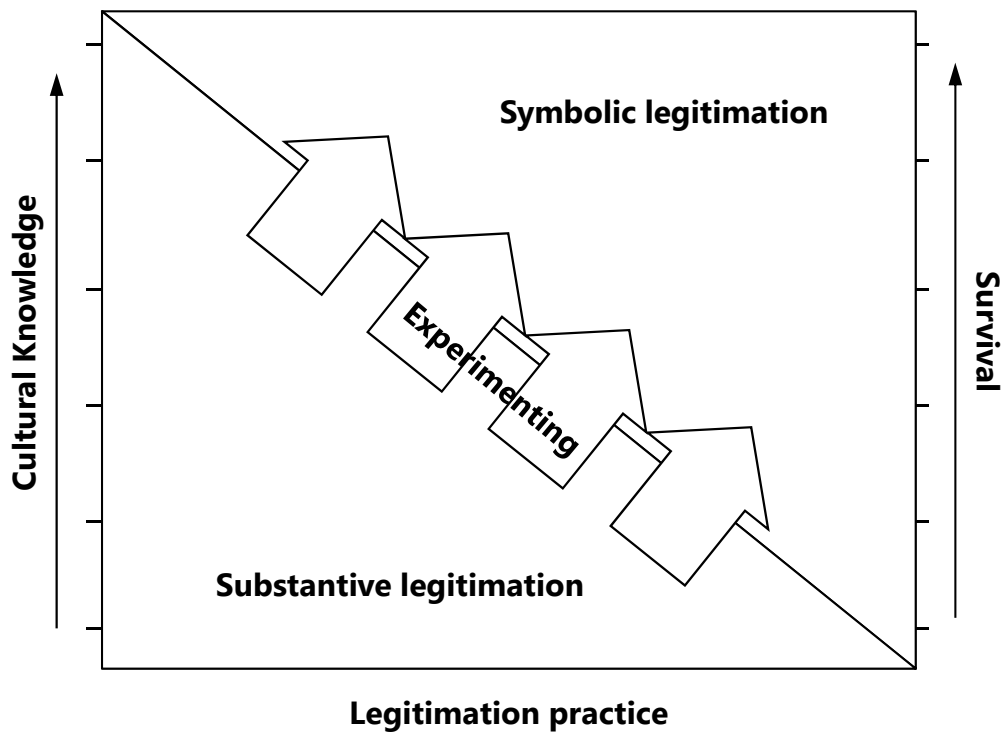 Symbolic legitimation
Cultural Knowledge
Survival
Experimenting
Substantive legitimation
Legitimation practice